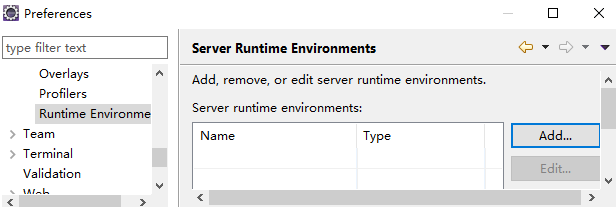 Preferences
type filter text
Overlays
Profilers
Runtime Environme
Team
Terminal
Validation
Web
Server Runtime Environments
Add, remove, or edit server runtime environments.
Server runtime environments:
Name Type
Add...
Edit...